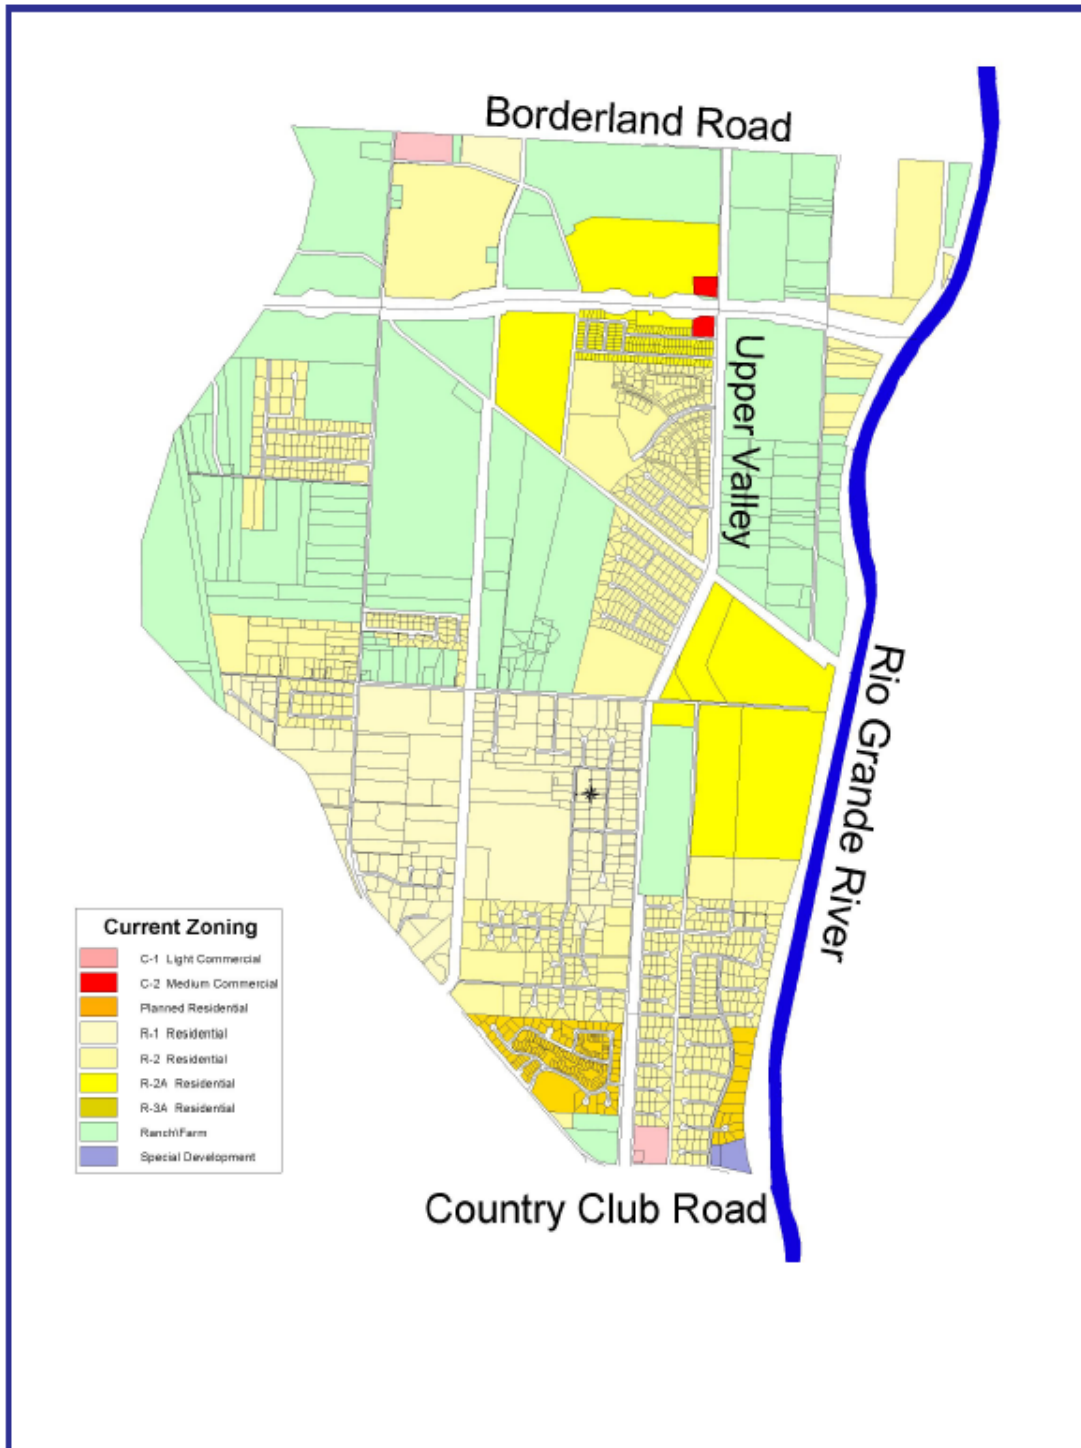 Borderland Road
Upper Valley
Rio Grande River
Current Zoning
C-1 Light Commercial
C-2 Medium Commercial
Planned Residential
R-1 Residential
R-2 Residential
R-2A Residential
R-3A Residential
Ranch\Farm
Special Development
Country Club Road